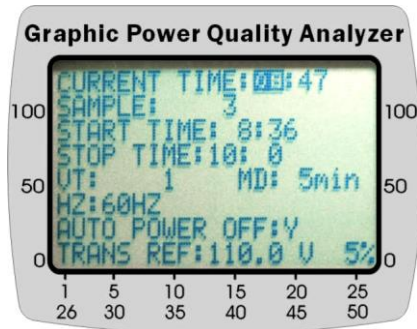 Graphic Power Quality Analyzer
CURRENT TIME:08:47
SAMPLE: 3
START TIME: 8:36
STOP TIME:10: 0
VT: 1 MD: 5min
HZ:60HZ
AUTO POWER OFF:Y
TRANS REF:110.0 V 5%
100 100
50 50
0 0
1 5 10 15 20 25
26 30 35 40 45 50